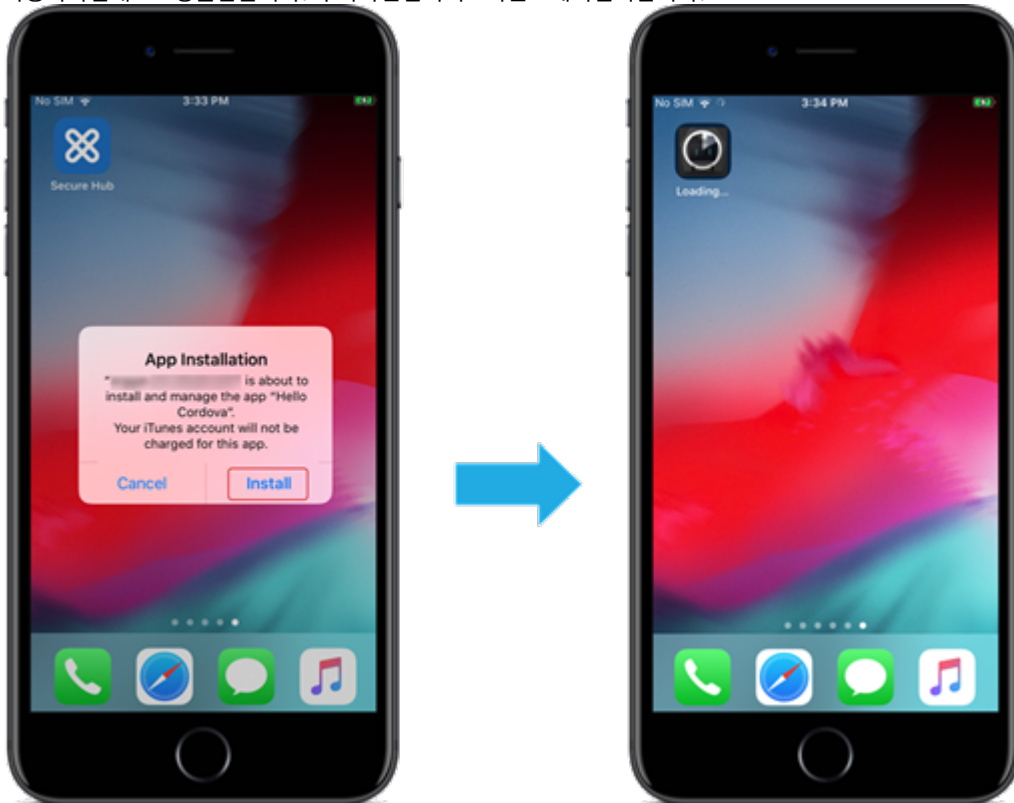 No SIM
3:33 PM
Secure Hub
App Installation
"
is about to
install and manage the app "Hello
Cordova".
Your iTunes account will not be
charged for this app.
Cancel
Install
No SIM
3:34 PM
Loading...